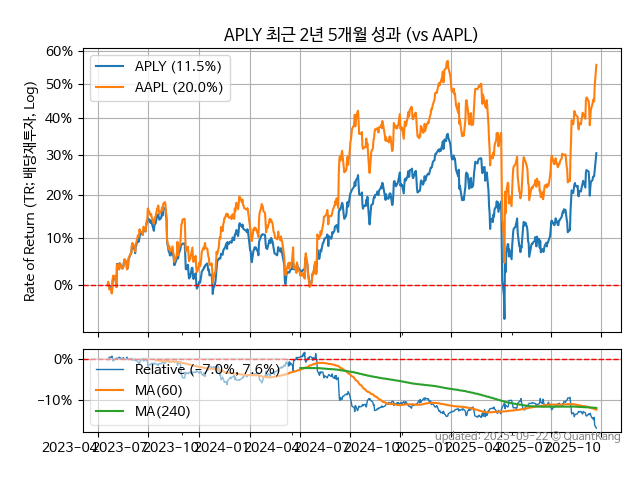 APLY 최근 2년 5개월 성과 (vs AAPL)
Rate of Return (TR: 배당재투자, Log)
60%
50%
40%
30%
20%
10%
0%
APLY (11.5%)
AAPL (20.0%)
0%
−10%
Relative (−7.0%, 7.6%)
MA(60)
MA(240)
updated: 2025-09-22 © QuantKang
2023-04
2023-07
2023-10
2024-01
2024-04
2024-07
2024-10
2025-01
2025-04
2025-07
2025-10